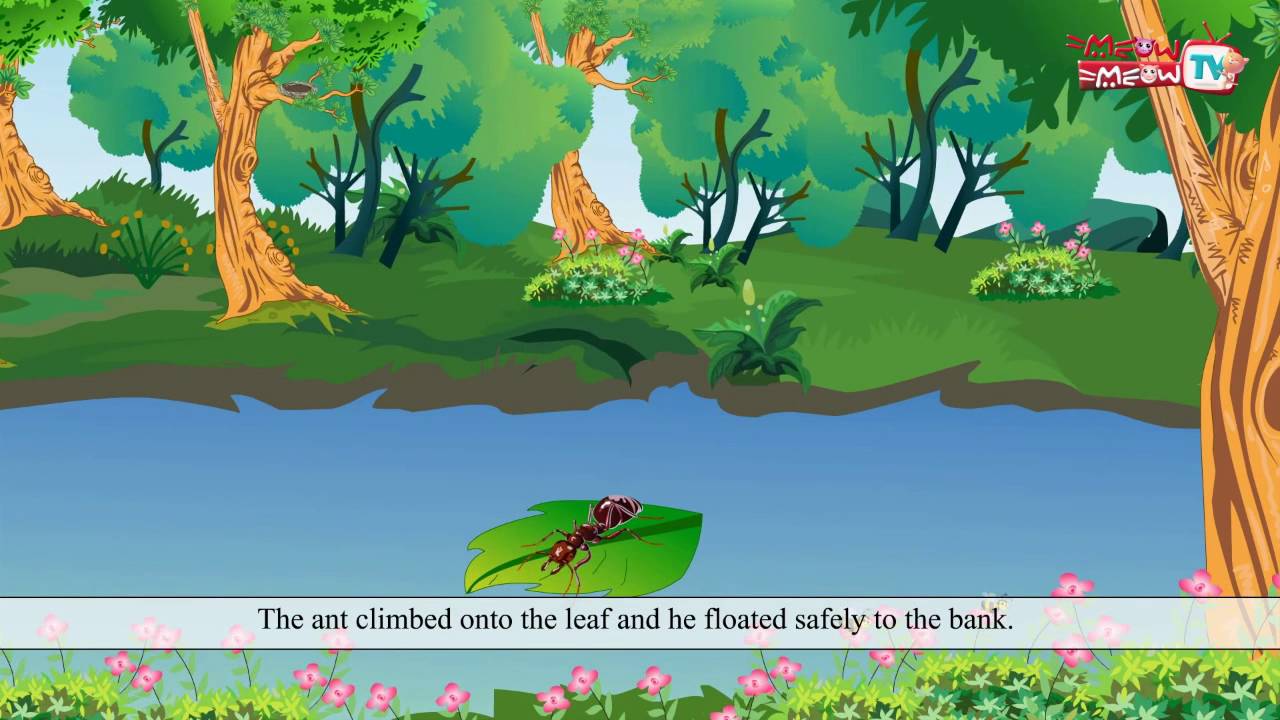 MEOW
MEOW TV
The ant climbed onto the leaf and he floated safely to the bank.